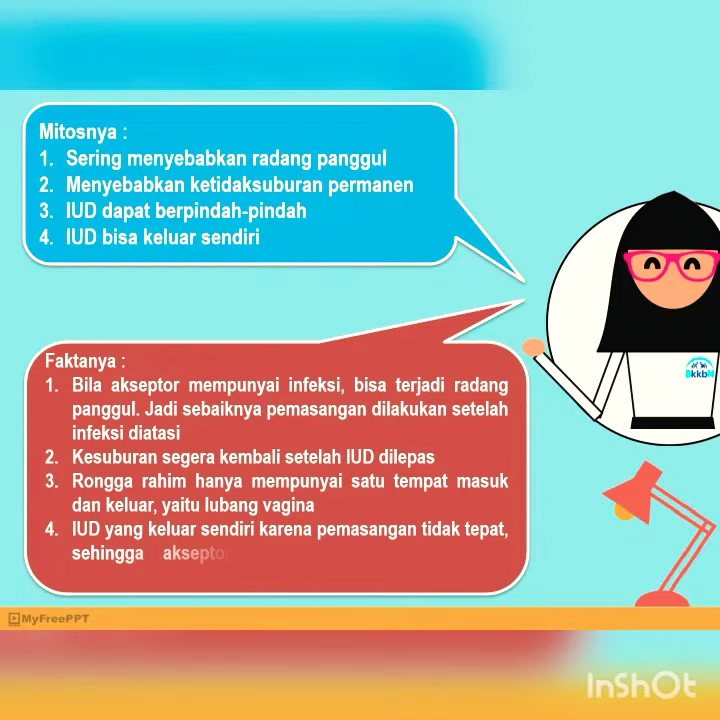 Mitosnya :
1. Sering menyebabkan radang panggul
2. Menyebabkan ketidaksuburan permanen
3. IUD dapat berpindah-pindah
4. IUD bisa keluar sendiri
Faktanya :
1. Bila akseptor mempunyai infeksi, bisa terjadi radang
panggul. Jadi sebaiknya pemasangan dilakukan setelah
infeksi diatasi
2. Kesuburan segera kembali setelah IUD dilepas
3. Rongga rahim hanya mempunyai satu tempat masuk
dan keluar, yaitu lubang vagina
4. IUD yang keluar sendiri karena pemasangan tidak tepat,
sehingga
bkkbN
MyFreePPT
InShOt